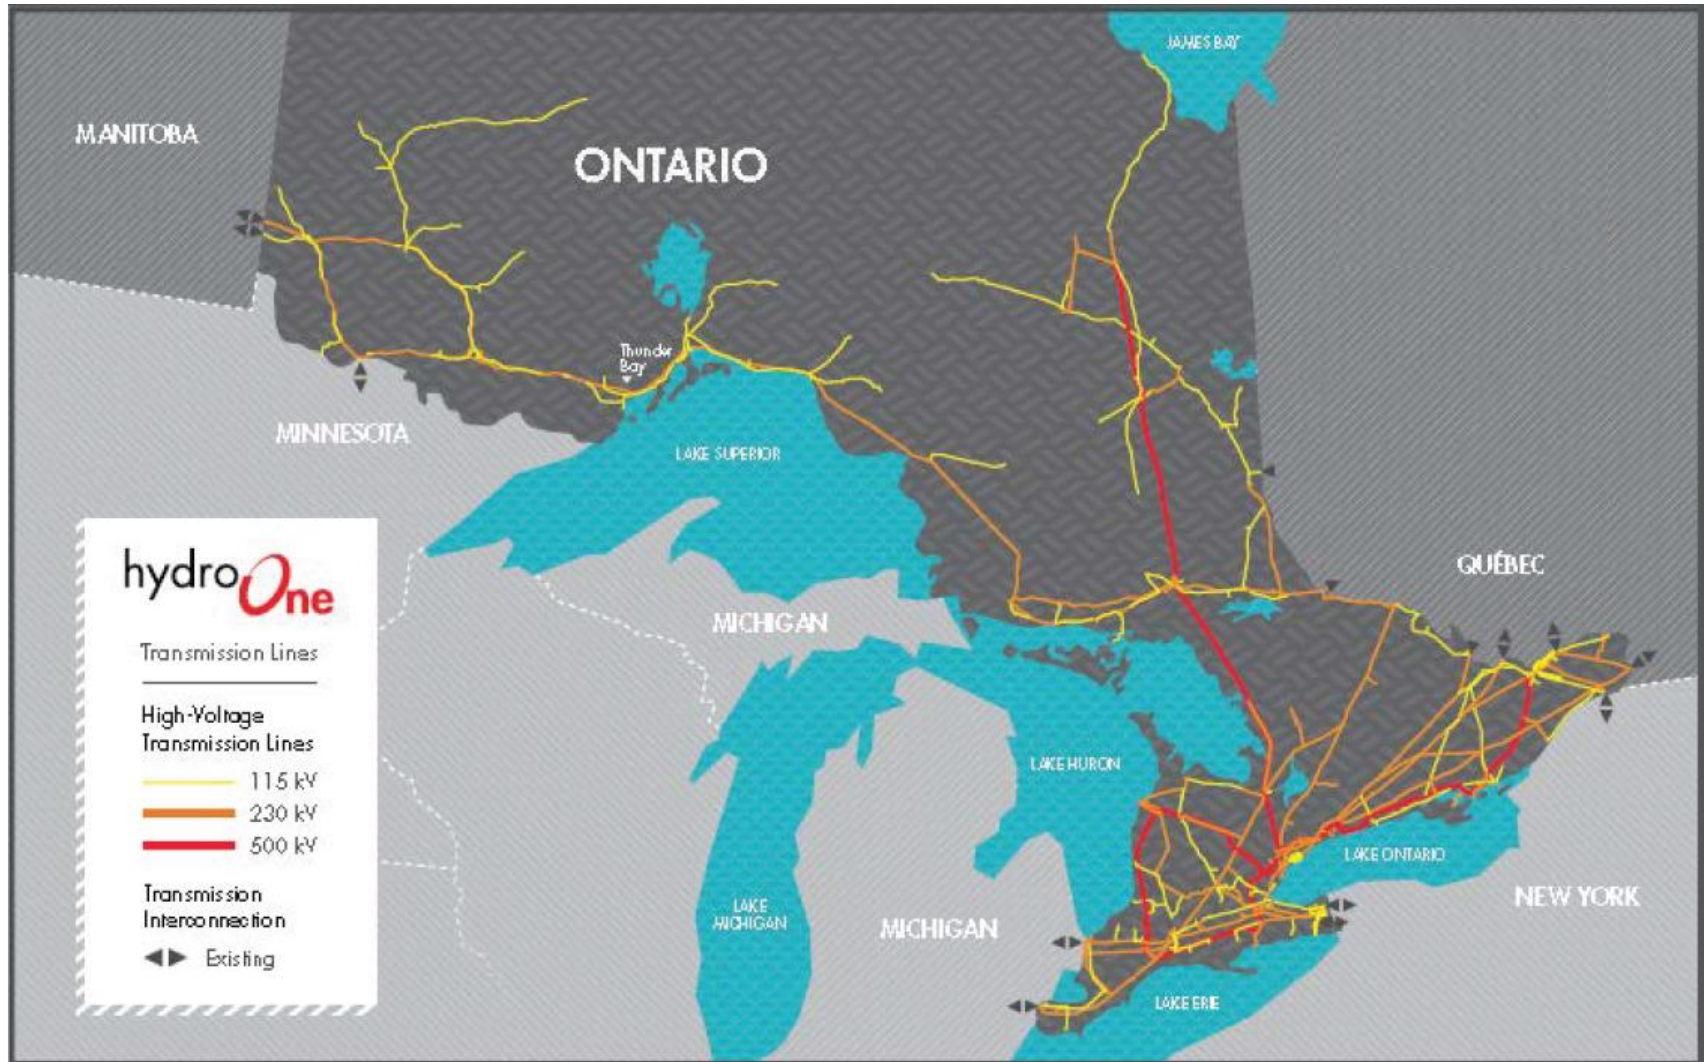 JAMES BAY
MANITOBA
ONTARIO
Thunder
Bay
MINNESOTA
LAKE SUPERIOR
QUÉBEC
MICHIGAN
LAKE HURON
LAKE ONTARIO
NEW YORK
LAKE
MICHIGAN
MICHIGAN
LAKE ERIE
hydroOne
Transmission Lines
High-Voltage
Transmission Lines
115 kV
230 kV
500 kV
Transmission
Interconnection
Existing